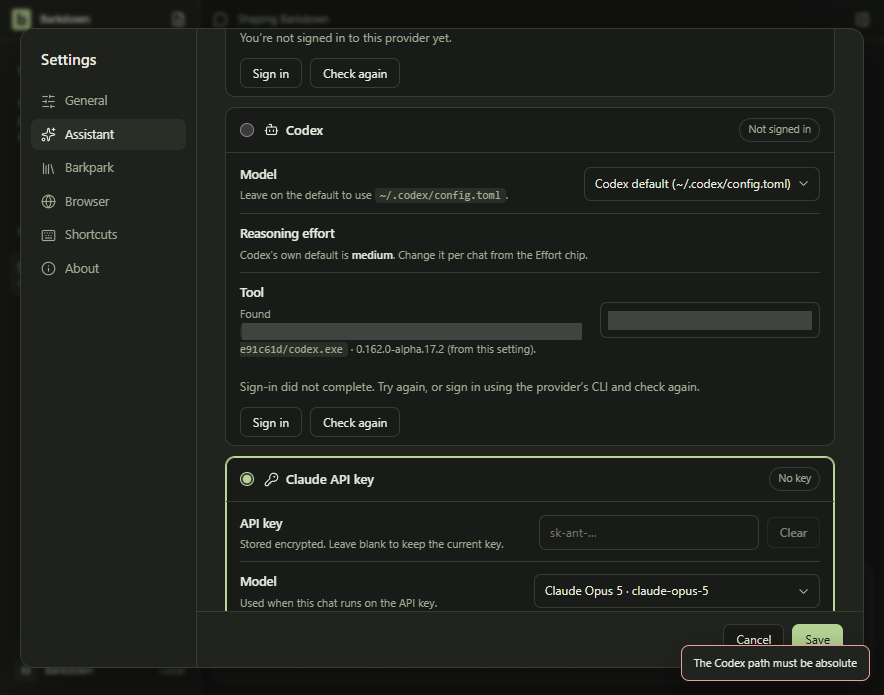 Barkdown
Shaping Barkdown
Settings
General
Assistant
Barkpark
Browser
Shortcuts
About
You're not signed in to this provider yet.
Sign in
Check again
Codex
Not signed in
Model
Leave on the default to use ~/.codex/config.toml.
Codex default (~/.codex/config.toml)
Reasoning effort
Codex's own default is medium. Change it per chat from the Effort chip.
Tool
Found
e91c61d/codex.exe · 0.162.0-alpha.17.2 (from this setting).
Sign-in did not complete. Try again, or sign in using the provider's CLI and check again.
Sign in
Check again
Claude API key
No key
API key
Stored encrypted. Leave blank to keep the current key.
sk-ant-...
Clear
Model
Used when this chat runs on the API key.
Claude Opus 5 · claude-opus-5
Cancel
Save
The Codex path must be absolute
Barkdown